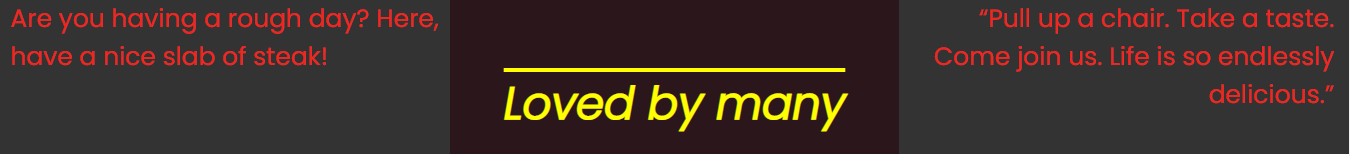 Are you having a rough day? Here,
have a nice slab of steak!
Loved by many
“Pull up a chair. Take a taste.
Come join us. Life is so endlessly
delicious.”